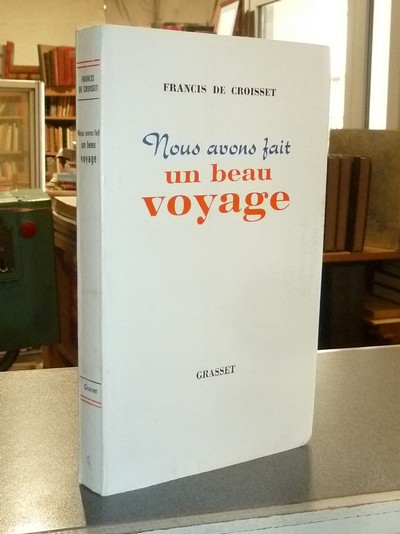 FRANCIS DE CROISSET
Nous avons fait
un beau
voyage
GRASSET
FRANCIS
DE CROISSET
Nous avons fait
un beau
voyage
Grasset